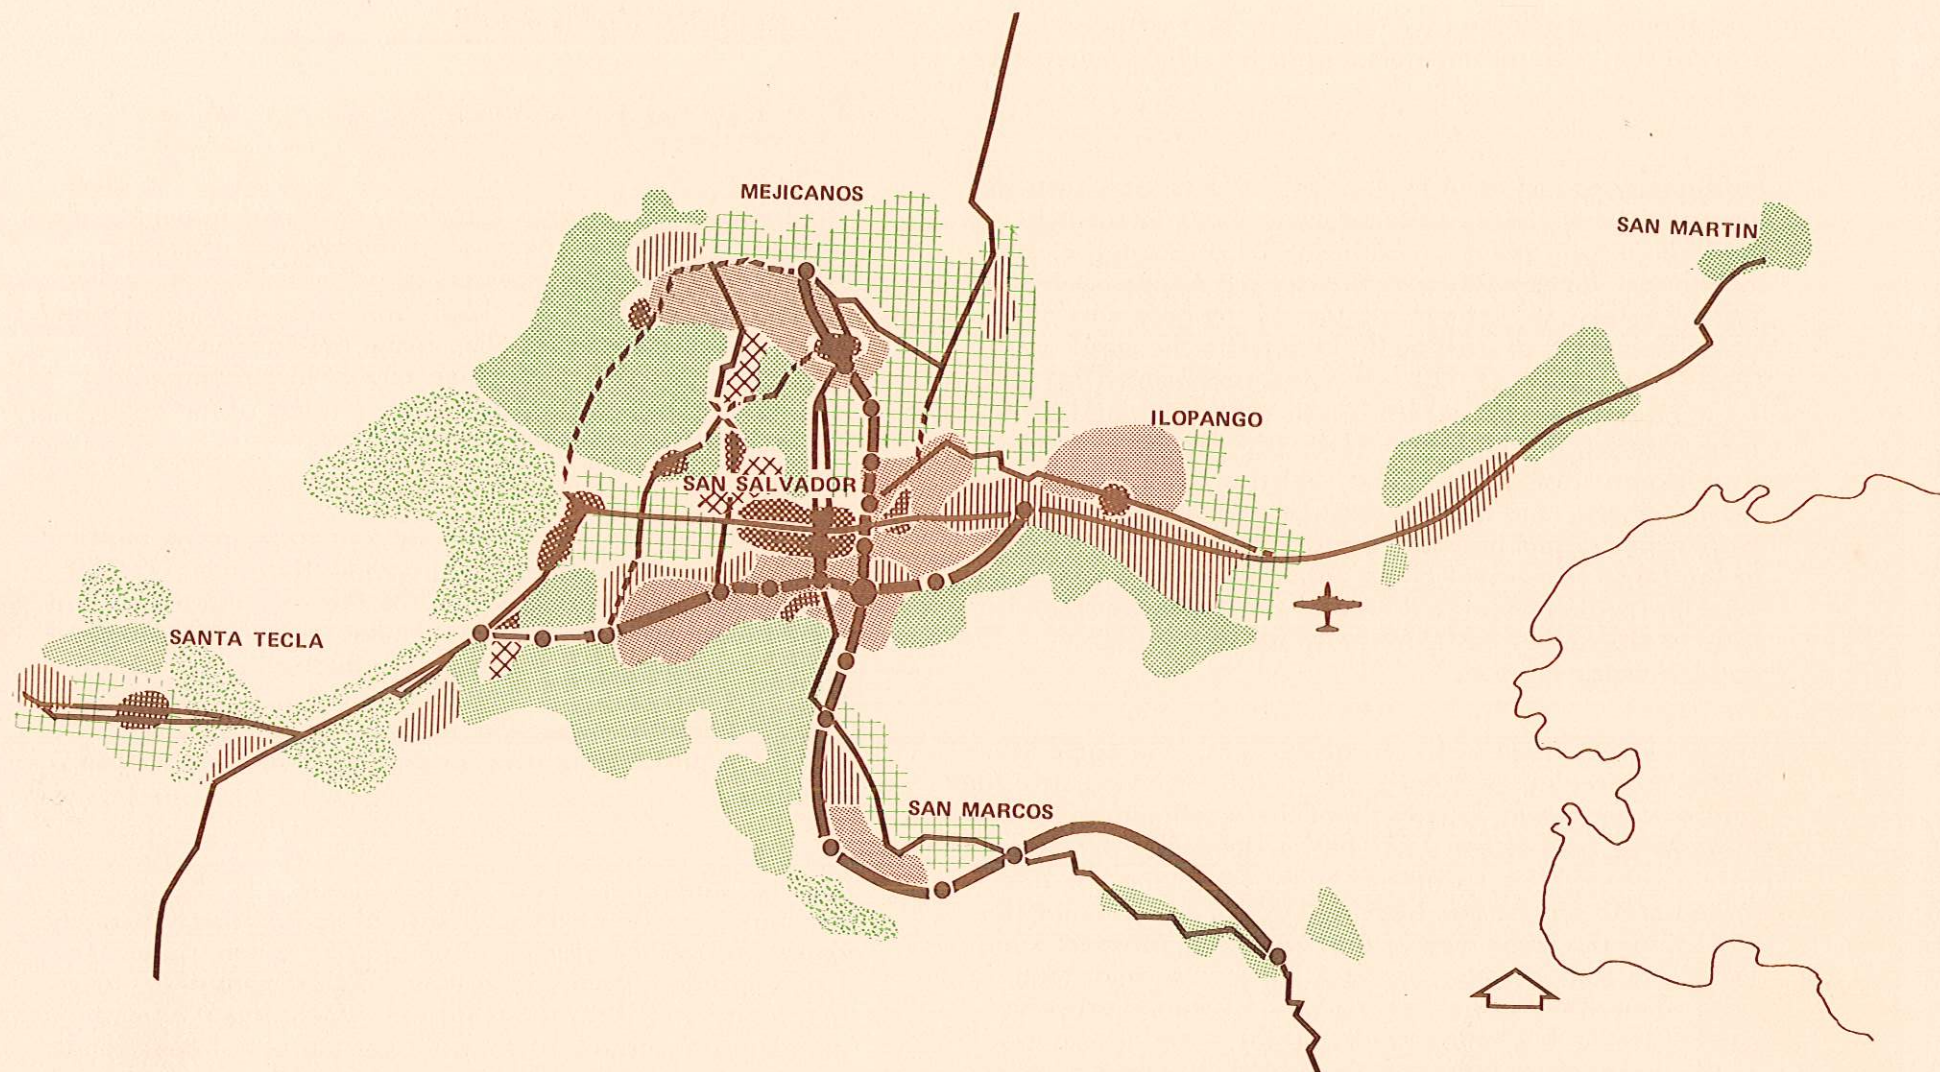 MEJICANOS
SAN MARTIN
ILOPANGO
SAN SALVADOR
SANTA TECLA
SAN MARCOS